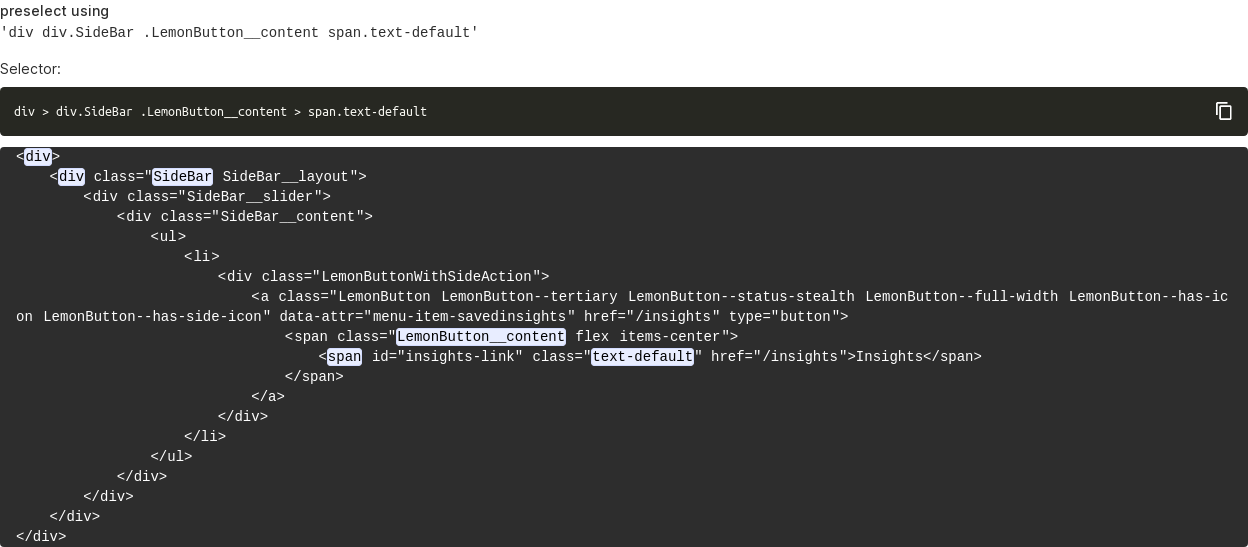 preselect using
'div div.SideBar .LemonButton__content span.text-default'
Selector:
div > div.SideBar .LemonButton__content > span.text-default
<div>
<div class="SideBar SideBar__layout">
<div class="SideBar__slider">
<div class="SideBar__content">
<ul>
<li>
<div class="LemonButtonWithSideAction">
<a class="LemonButton LemonButton--tertiary LemonButton--status-stealth LemonButton--full-width LemonButton--has-ic
on LemonButton--has-side-icon" data-attr="menu-item-savedinsights" href="/insights" type="button">
<span class="LemonButton__content flex items-center">
<span id="insights-link" class="text-default" href="/insights">Insights</span>
</span>
</a>
</div>
</li>
</ul>
</div>
</div>
</div>
</div>